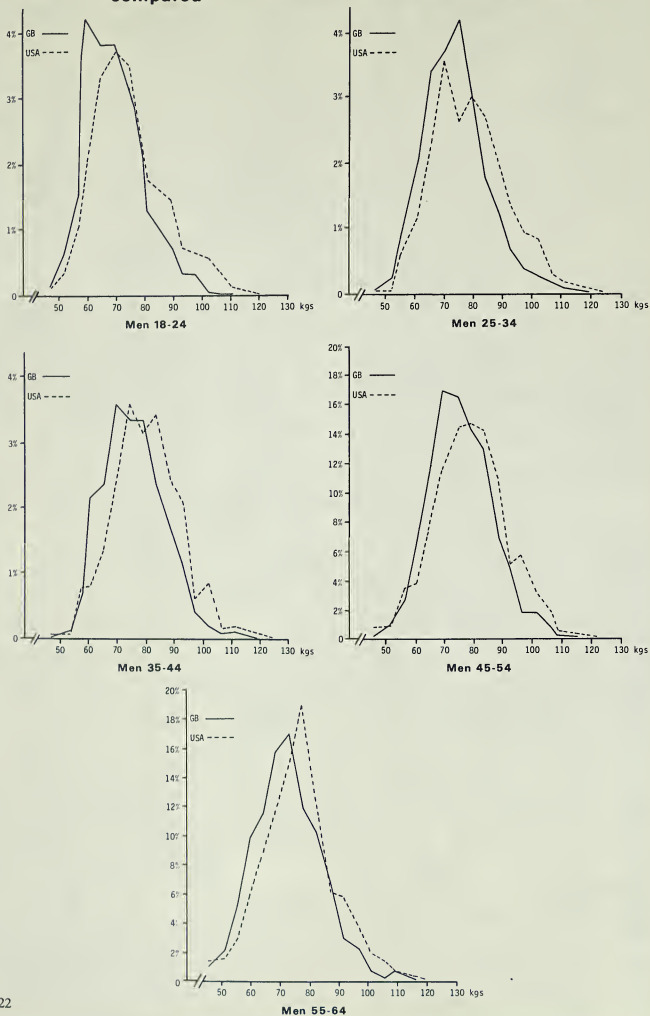 compared
4%
GB
USA
3%
2%
1%
0
50 60 70 80 90 100 110 120 130 kgs
Men 18-24
4%
GB
USA
3%
2%
1%
0
50 60 70 80 90 100 110 120 130 kgs
Men 25-34
4%
GB
USA
3%
2%
1%
0
50 60 70 80 90 100 110 120 130 kgs
Men 35-44
20%
18% GB
16% USA
14%
12%
10%
8%
6%
4%
2%
0
50 60 70 80 90 100 110 120 130 kgs
Men 45-54
20%
18% GB
USA
16%
14%
12%
10%
8%
6%
4%
2%
0
50 60 70 80 90 100 110 120 130 kgs
Men 55-64
22